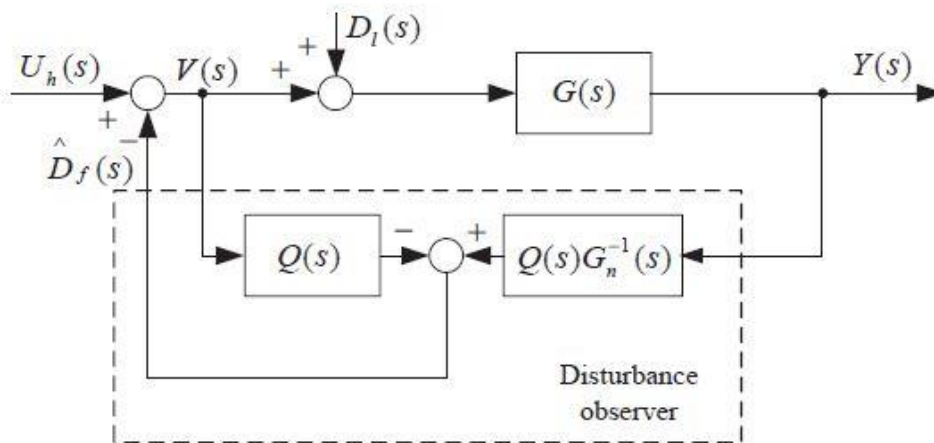 D_l(s)
+
+
U_h(s)
V(s)
+
G(s)
Y(s)
+
−
D̂_f(s)
Q(s)
−
+
Q(s)G_n^{-1}(s)
Disturbance
observer